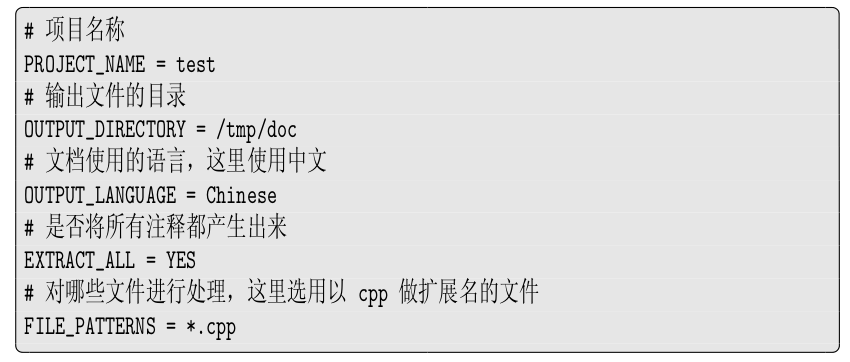 # 项目名称
PROJECT_NAME = test
# 输出文件的目录
OUTPUT_DIRECTORY = /tmp/doc
# 文档使用的语言，这里使用中文
OUTPUT_LANGUAGE = Chinese
# 是否将所有注释都产生出来
EXTRACT_ALL = YES
# 对哪些文件进行处理，这里选用以 cpp 做扩展名的文件
FILE_PATTERNS = *.cpp